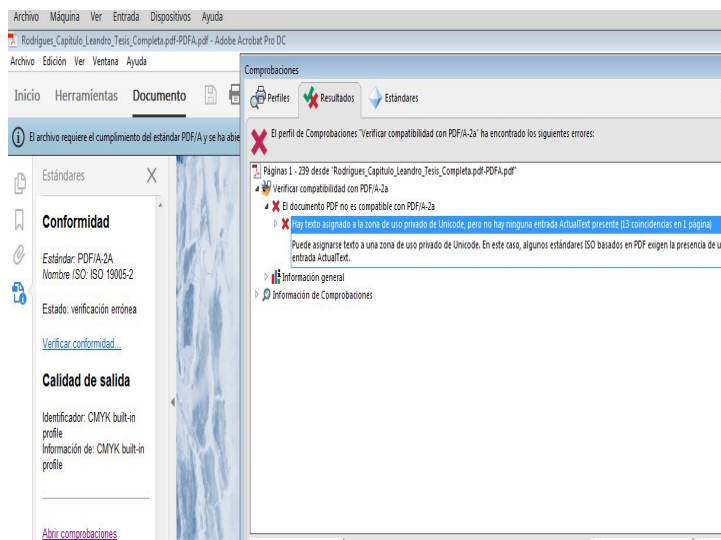 Archivo Máquina Ver Entrada Dispositivos Ayuda
Rodrigues_Capitulo_Leandro_Tesis_Completa.pdf-PDFA.pdf - Adobe Acrobat Pro DC
Archivo Edición Ver Ventana Ayuda
Inicio Herramientas Documento
El archivo requiere el cumplimiento del estándar PDF/A y se ha abie
Estándares
Conformidad
Estándar: PDF/A-2A
Nombre ISO: ISO 19005-2
Estado: verificación errónea
Verificar conformidad...
Calidad de salida
Identificador: CMYK built-in
profile
Información de: CMYK built-in
profile
Abrir comprobaciones
Comprobaciones
Perfiles Resultados Estándares
El perfil de Comprobaciones "Verificar compatibilidad con PDF/A-2a" ha encontrado los siguientes errores:
Páginas 1 - 239 desde "Rodrigues_Capitulo_Leandro_Tesis_Completa.pdf-PDFA.pdf"
Verificar compatibilidad con PDF/A-2a
El documento PDF no es compatible con PDF/A-2a
Hay texto asignado a la zona de uso privado de Unicode, pero no hay ninguna entrada ActualText presente (13 coincidencias en 1 página)
Puede asignarse texto a una zona de uso privado de Unicode. En este caso, algunos estándares ISO basados en PDF exigen la presencia de u
entrada ActualText.
Información general
Información de Comprobaciones